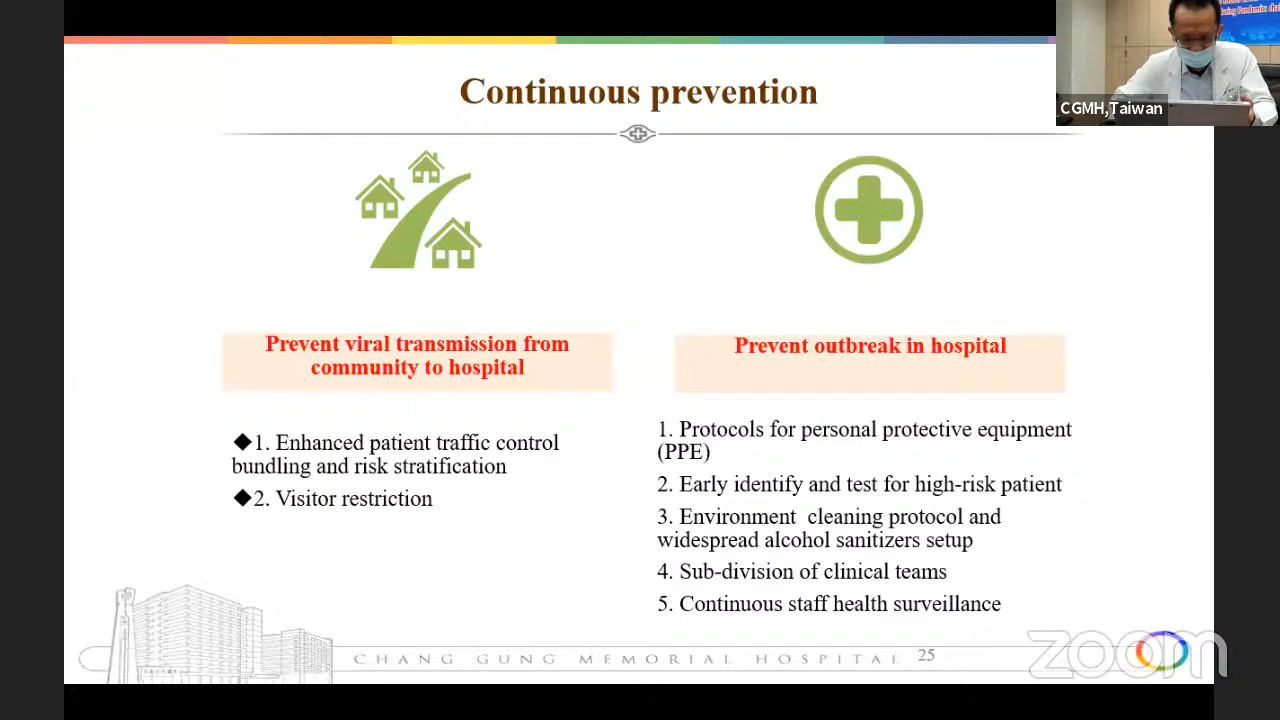 Continuous prevention
CGMH,Taiwan
Prevent viral transmission from
community to hospital
◆1. Enhanced patient traffic control
bundling and risk stratification
◆2. Visitor restriction
Prevent outbreak in hospital
1. Protocols for personal protective equipment
(PPE)
2. Early identify and test for high-risk patient
3. Environment cleaning protocol and
widespread alcohol sanitizers setup
4. Sub-division of clinical teams
5. Continuous staff health surveillance
CHANG GUNG MEMORIAL HOSPITA
25
zoom